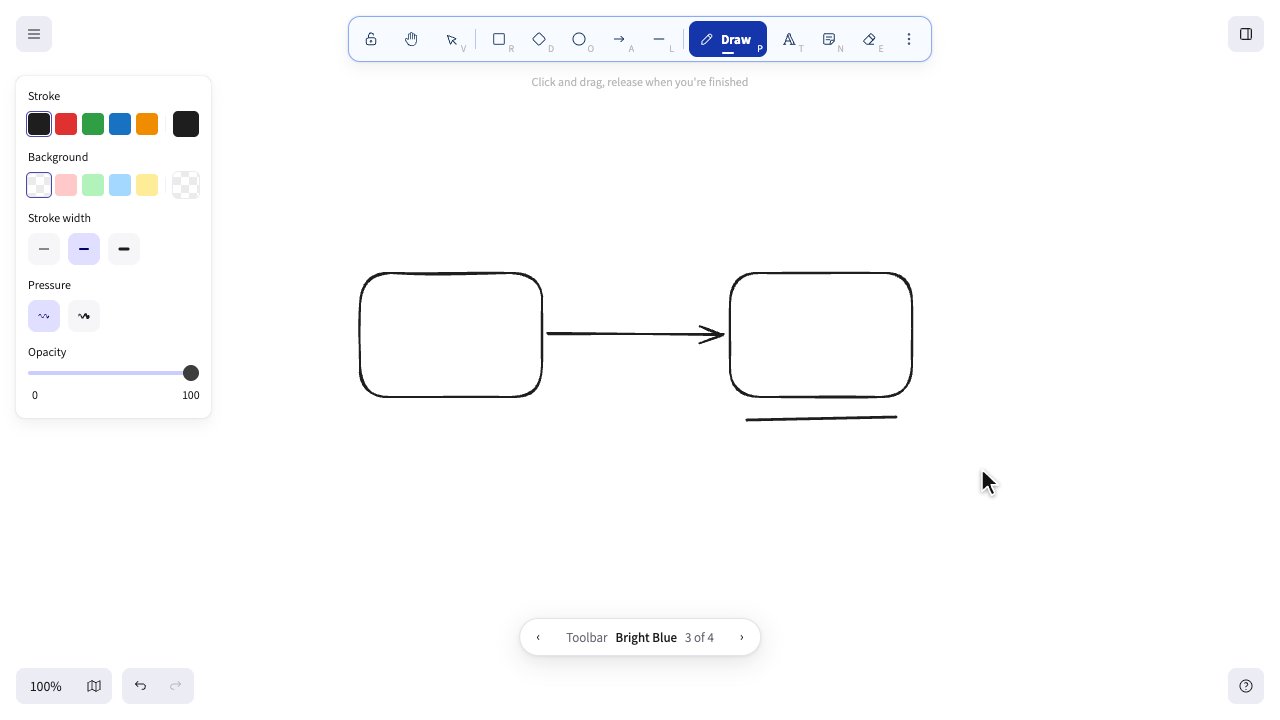 V R D O A L Draw P T N E
Click and drag, release when you're finished
Stroke
Background
Stroke width
Pressure
Opacity
0 100
‹ Toolbar Bright Blue 3 of 4 ›
100%